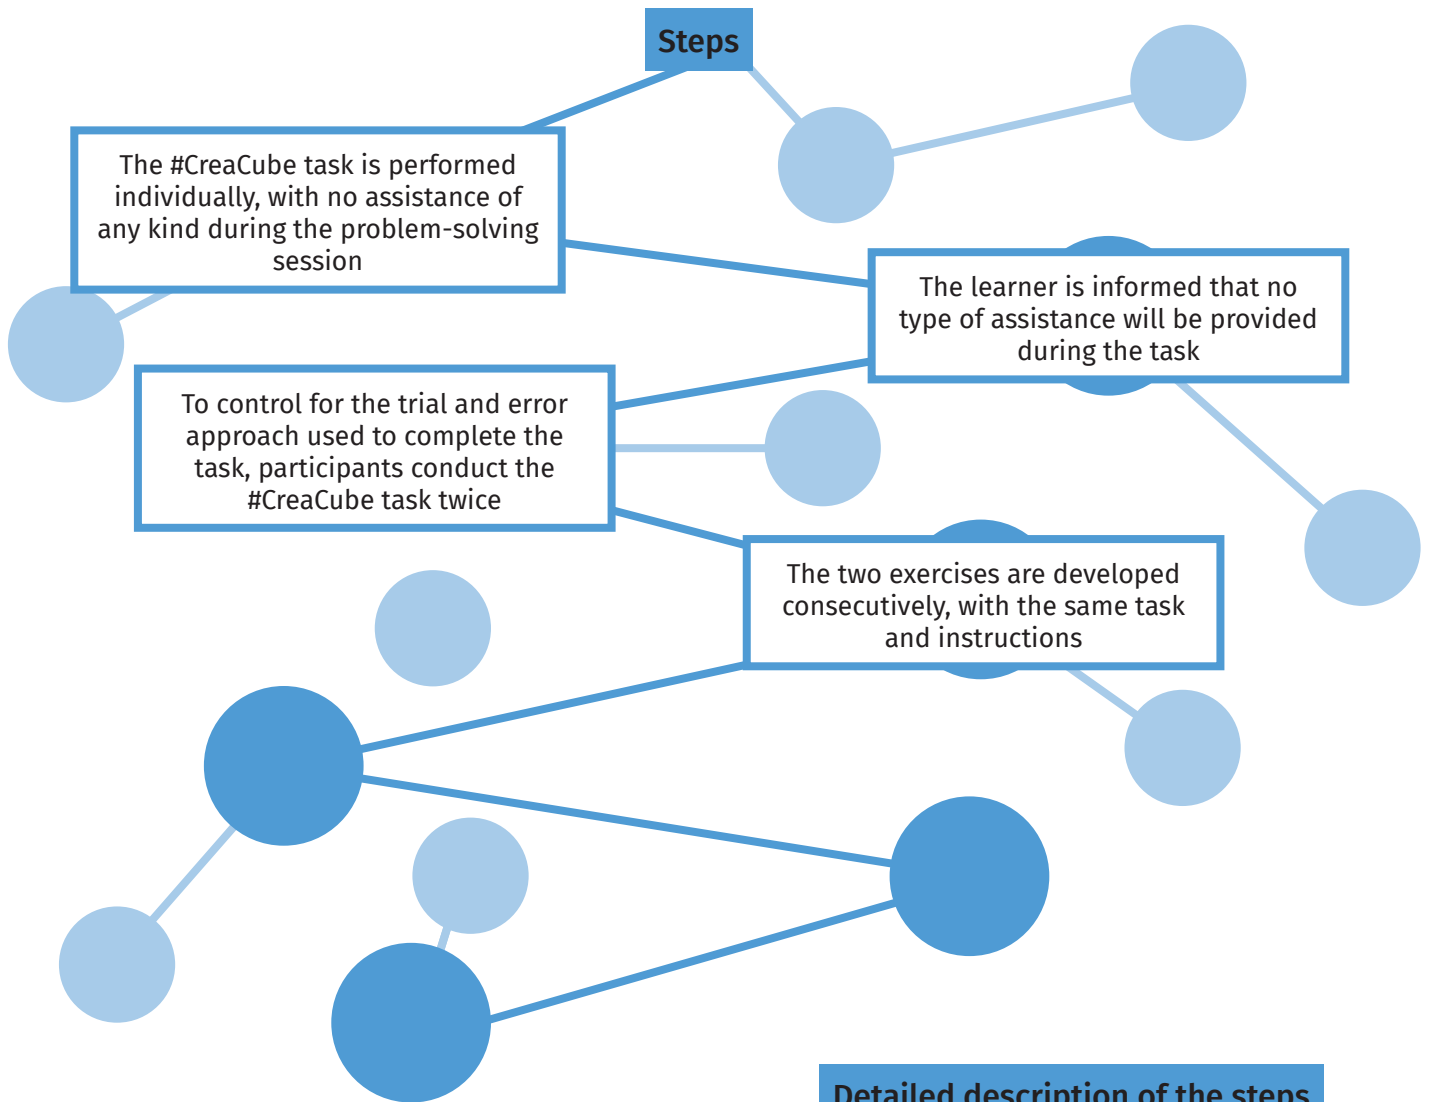 Steps
The #CreaCube task is performed
individually, with no assistance of
any kind during the problem-solving
session
The learner is informed that no
type of assistance will be provided
during the task
To control for the trial and error
approach used to complete the
task, participants conduct the
#CreaCube task twice
The two exercises are developed
consecutively, with the same task
and instructions
Detailed description of the steps